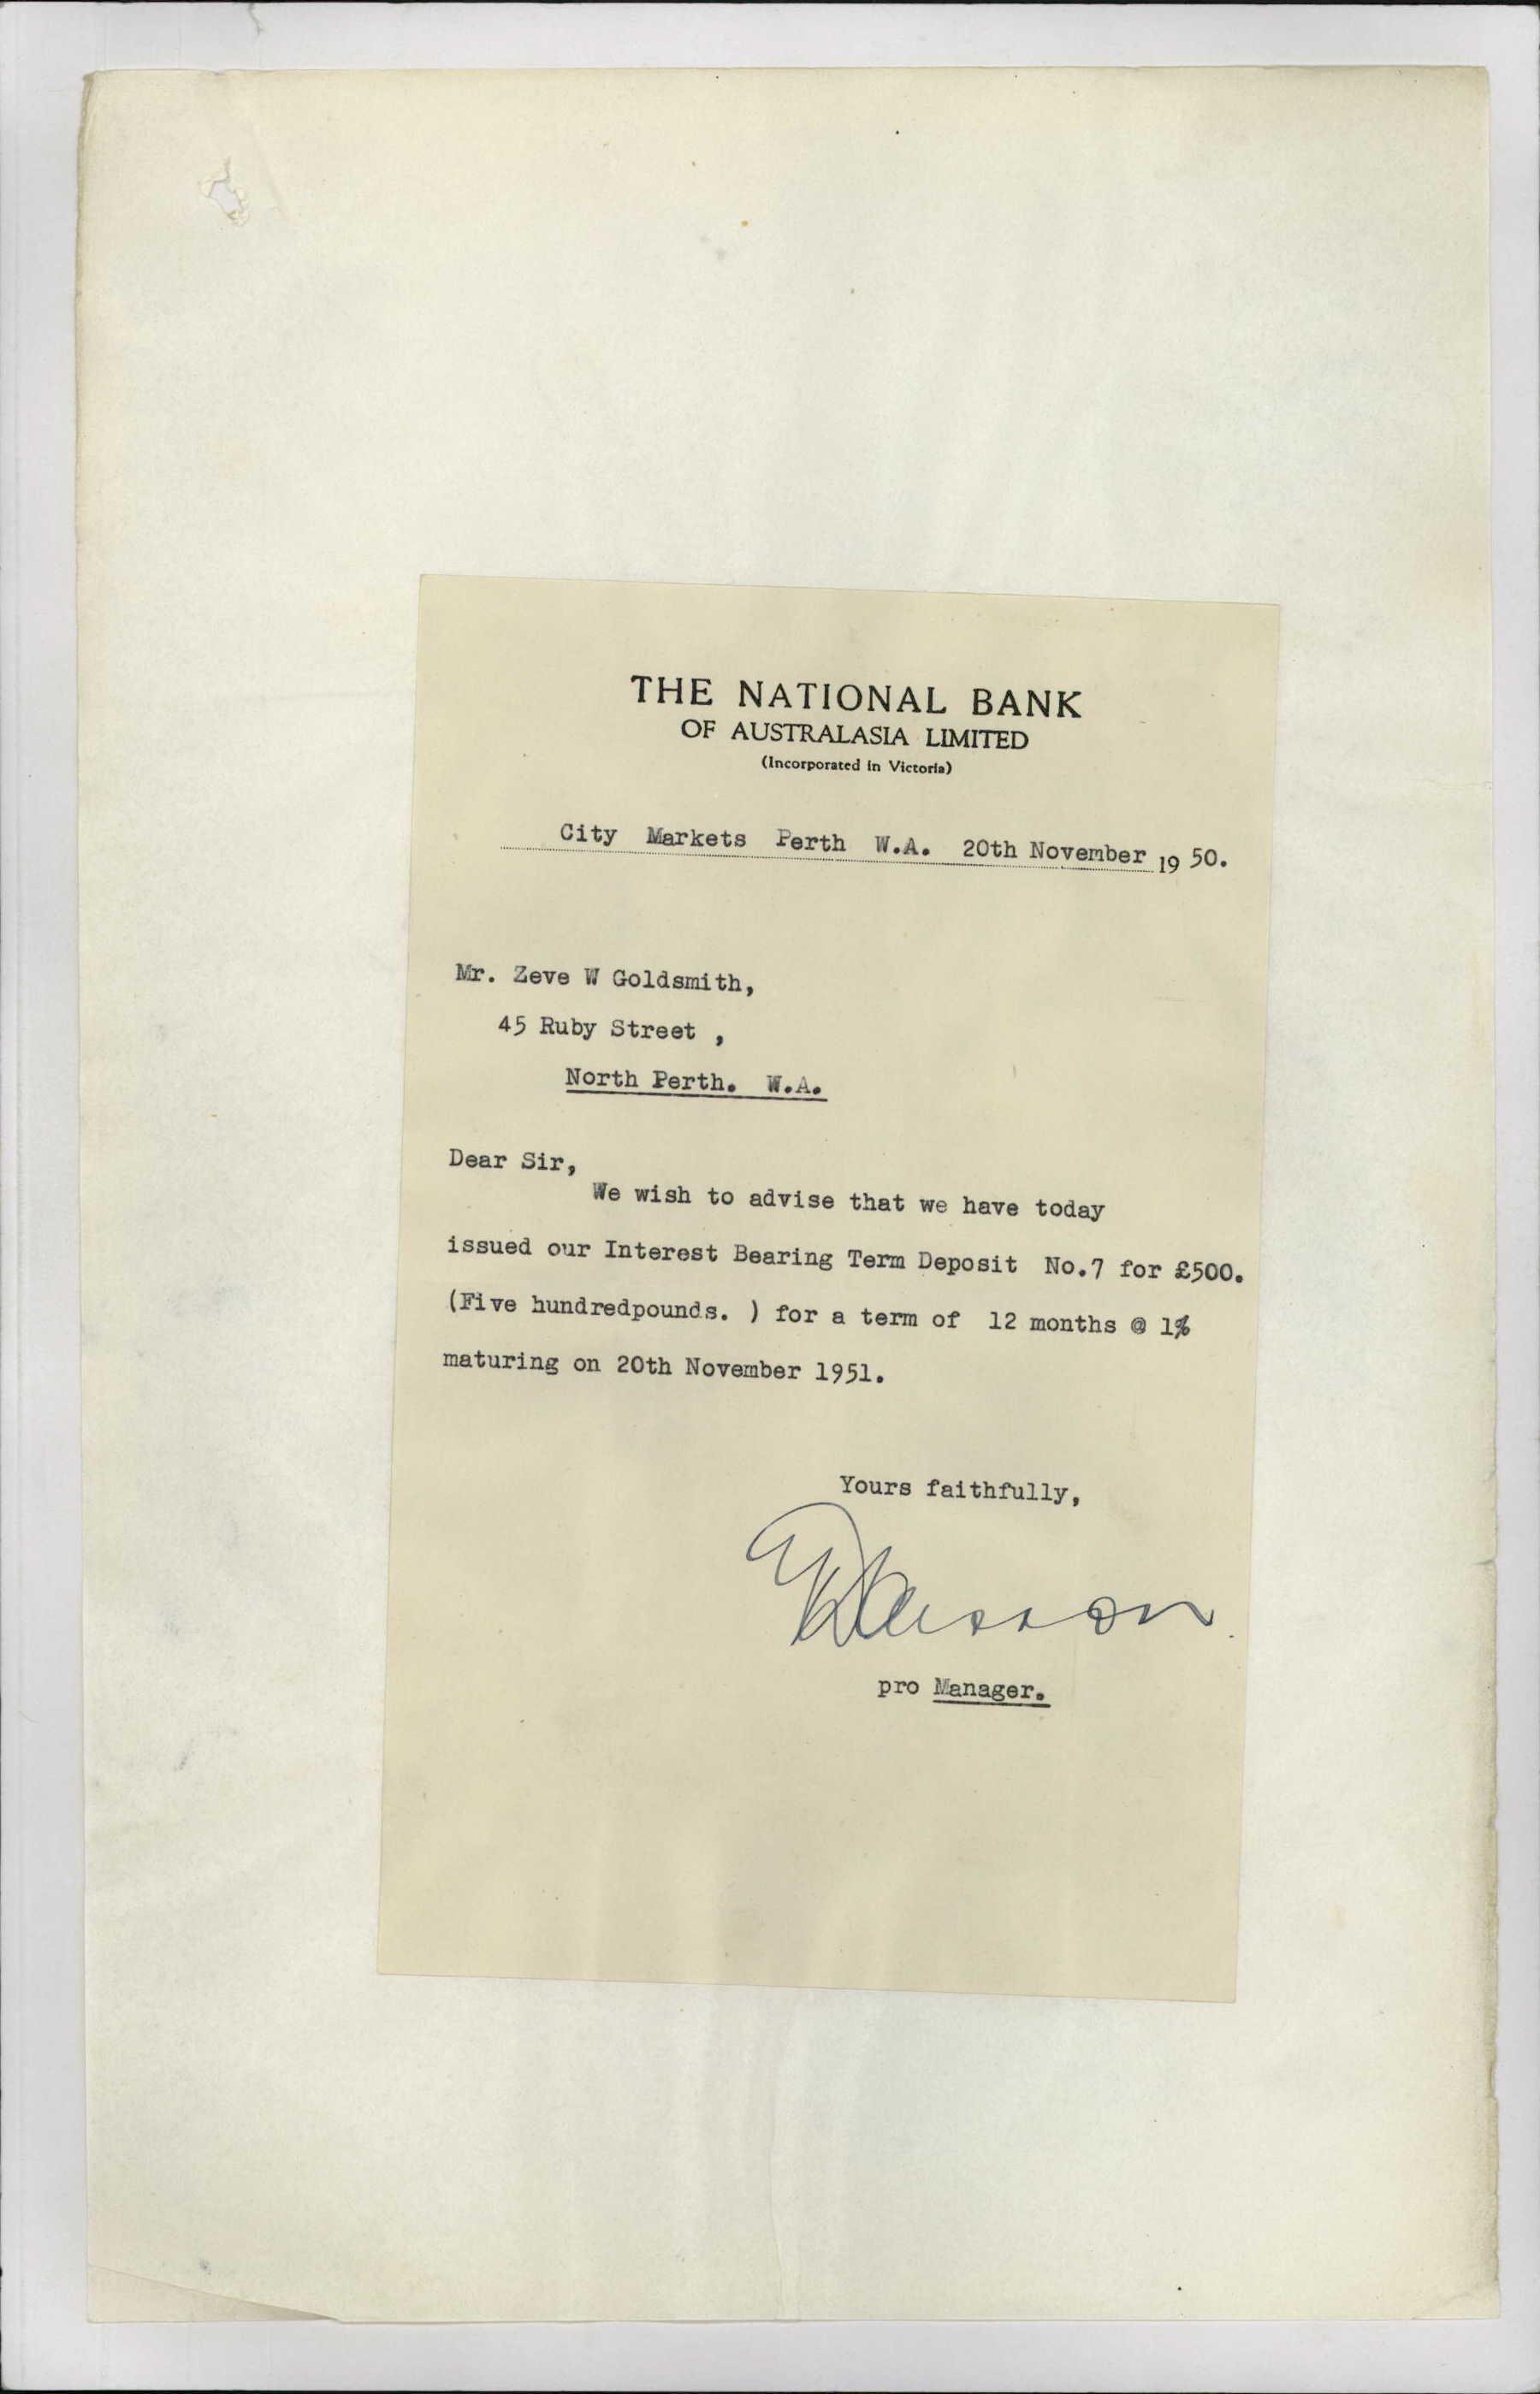 THE NATIONAL BANK
OF AUSTRALASIA LIMITED
(Incorporated in Victoria)
City Markets Perth W.A. 20th November 19 50.
Mr. Zeve W Goldsmith,
45 Ruby Street ,
North Perth. W.A.
Dear Sir,
We wish to advise that we have today
issued our Interest Bearing Term Deposit No.7 for £500.
(Five hundredpounds. ) for a term of 12 months @ 1%
maturing on 20th November 1951.
Yours faithfully,
pro Manager.